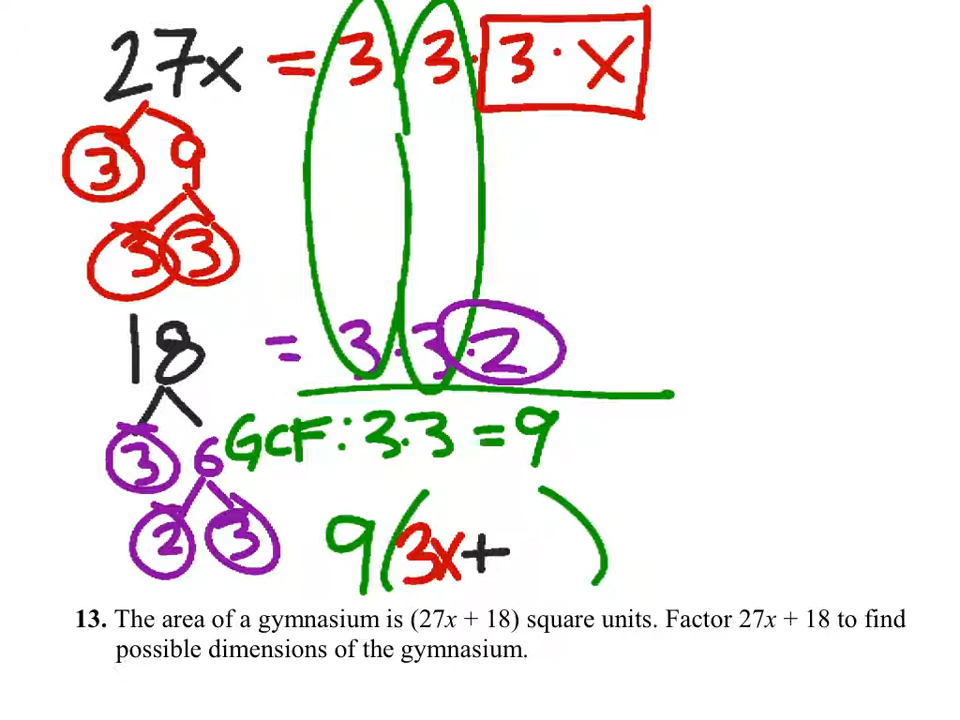 27x = 3 3 · 3 · x
3 9
3 3
18 = 3 · 3 · 2
3 6 GCF: 3·3 = 9
2 3 9(3x+ )
13. The area of a gymnasium is (27x + 18) square units. Factor 27x + 18 to find
possible dimensions of the gymnasium.